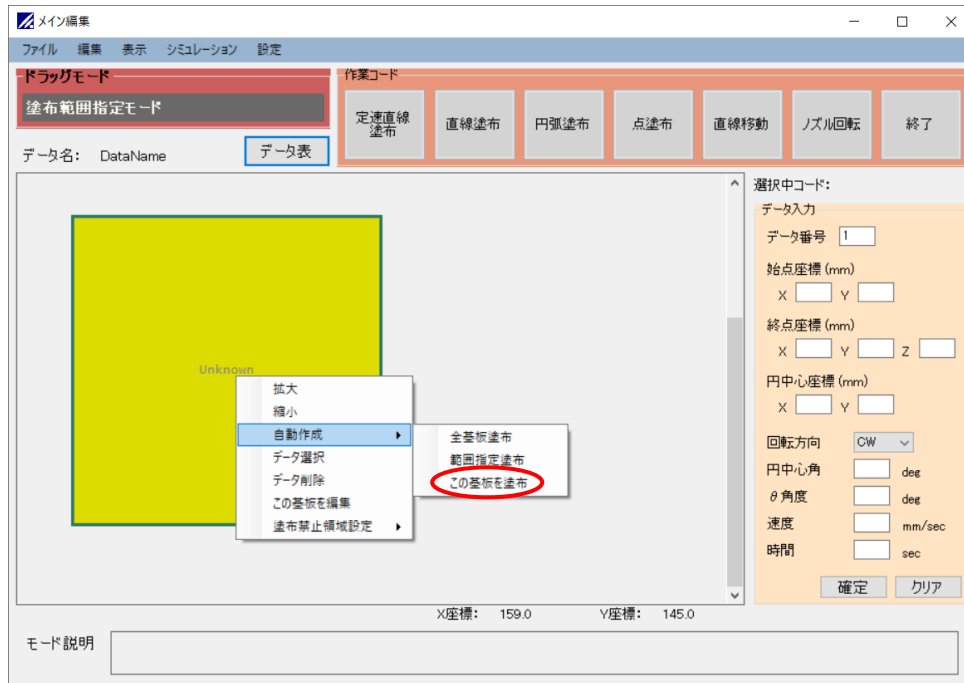 メイン編集
ファイル 編集 表示 シミュレーション 設定
ドラッグモード
塗布範囲指定モード
データ名: DataName
データ表
作業コード
定速直線
塗布
直線塗布
円弧塗布
点塗布
直線移動
ノズル回転
終了
Unknown
拡大
縮小
自動作成
データ選択
データ削除
この基板を編集
塗布禁止領域設定
全基板塗布
範囲指定塗布
この基板を塗布
選択中コード:
データ入力
データ番号 1
始点座標(mm)
X Y
終点座標(mm)
X Y Z
円中心座標(mm)
X Y
回転方向 CW
円中心角 deg
θ角度 deg
速度 mm/sec
時間 sec
確定 クリア
X座標: 159.0 Y座標: 145.0
モード説明